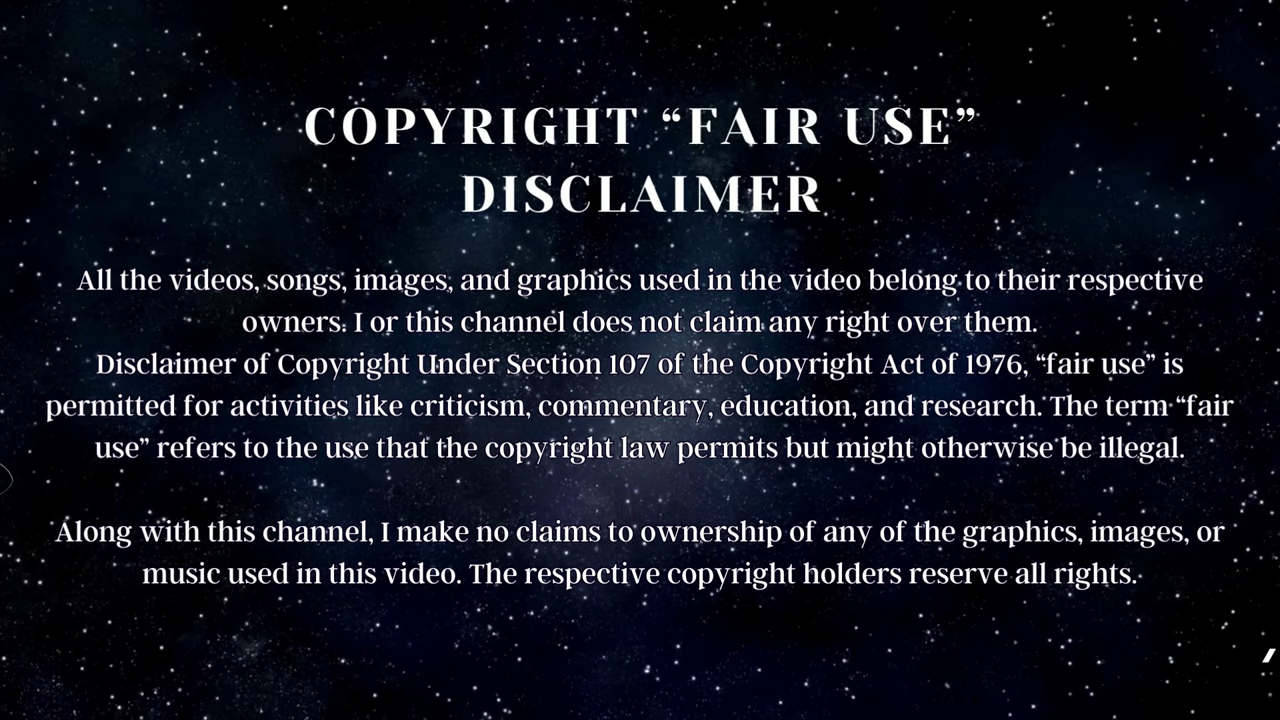 COPYRIGHT “FAIR USE”
DISCLAIMER
All the videos, songs, images, and graphics used in the video belong to their respective
owners. I or this channel does not claim any right over them.
Disclaimer of Copyright Under Section 107 of the Copyright Act of 1976, “fair use” is
permitted for activities like criticism, commentary, education, and research. The term “fair
use” refers to the use that the copyright law permits but might otherwise be illegal.
Along with this channel, I make no claims to ownership of any of the graphics, images, or
music used in this video. The respective copyright holders reserve all rights.